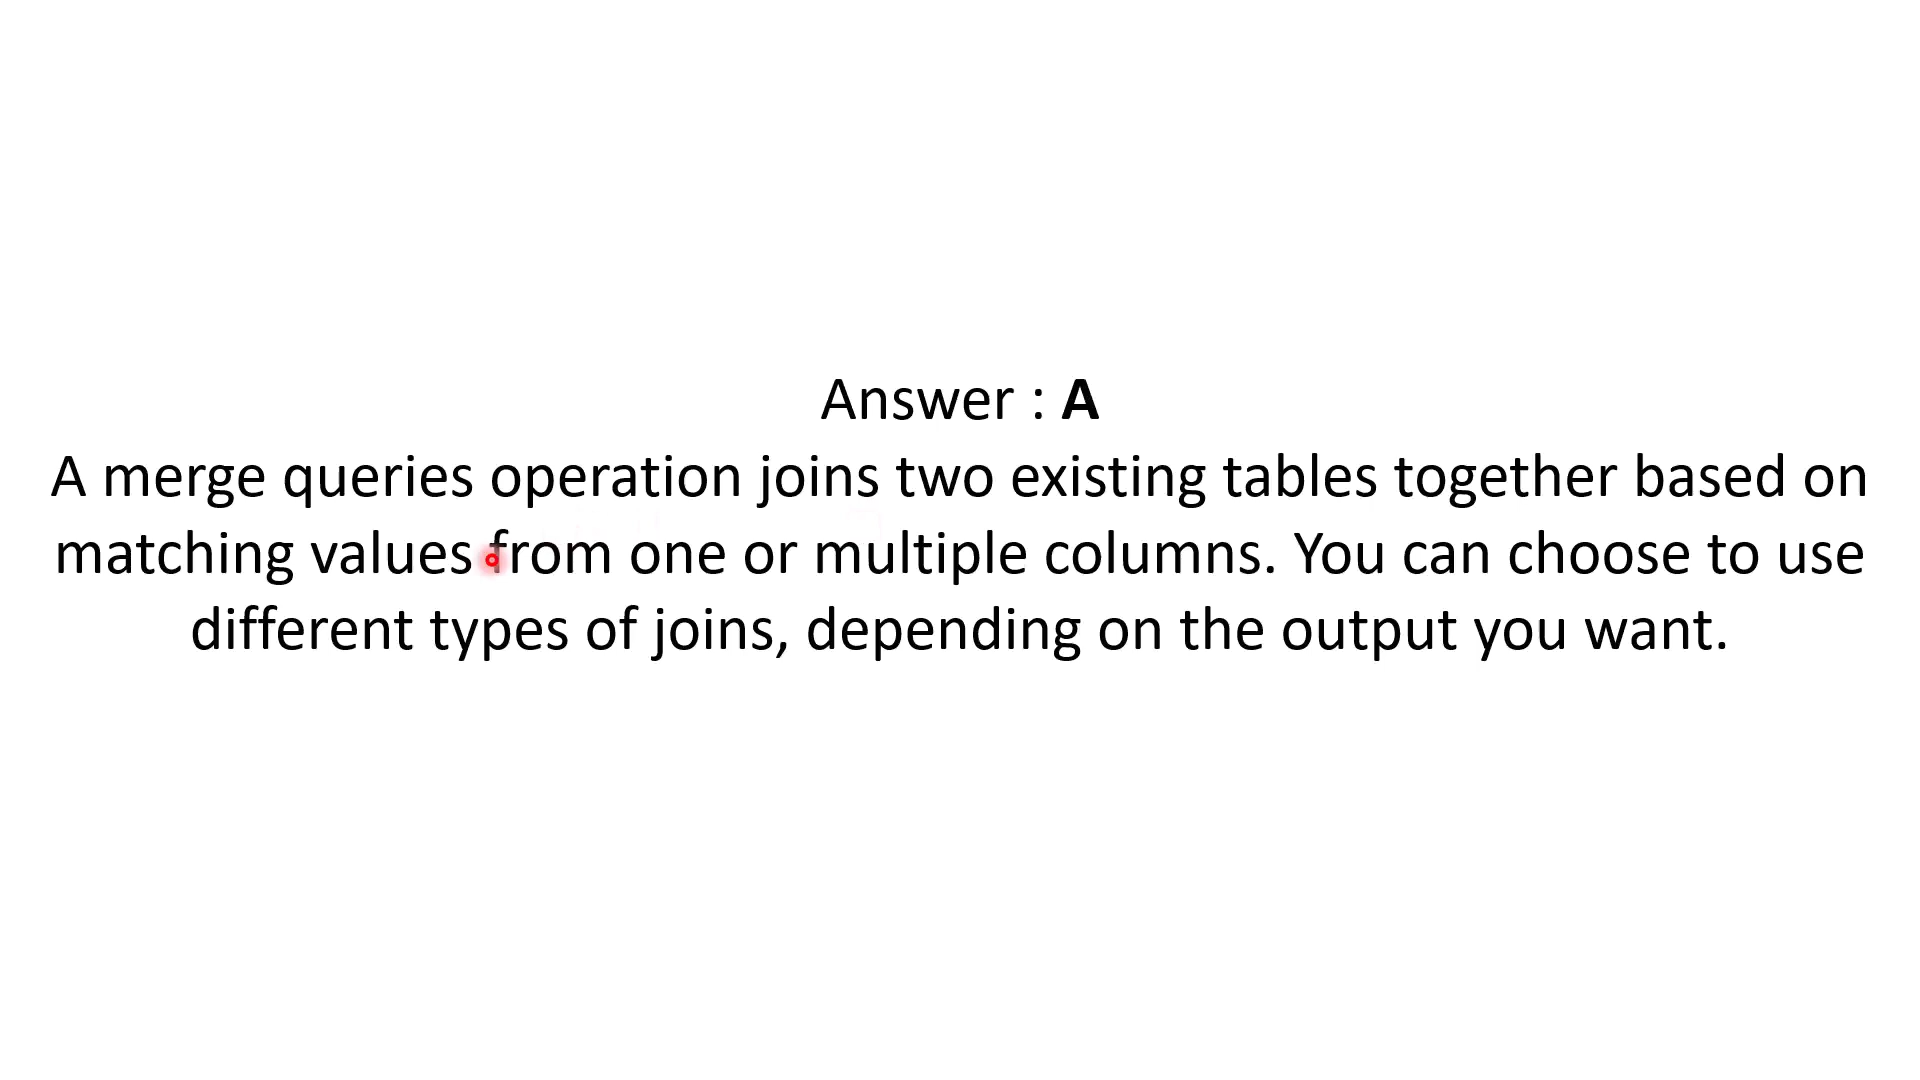 Answer : A
A merge queries operation joins two existing tables together based on
matching values from one or multiple columns. You can choose to use
different types of joins, depending on the output you want.